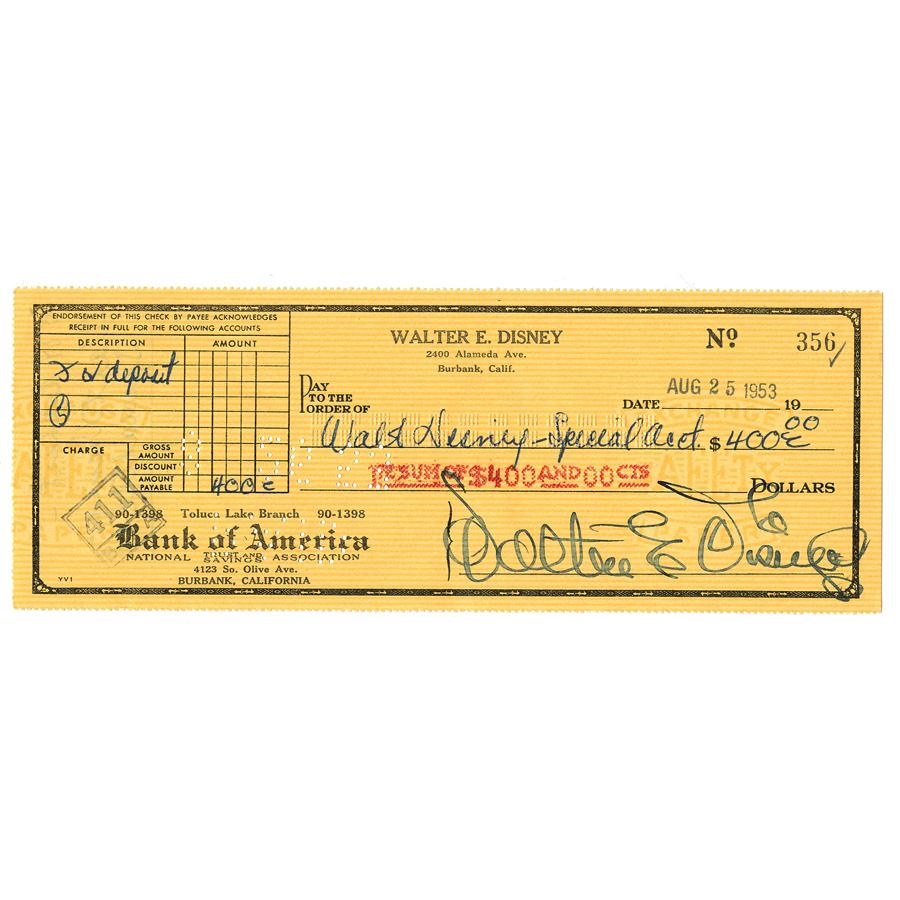 ENDORSEMENT OF THIS CHECK BY PAYEE ACKNOWLEDGES
RECEIPT IN FULL FOR THE FOLLOWING ACCOUNTS
DESCRIPTION AMOUNT
deposit
CHARGE
GROSS AMOUNT
DISCOUNT
AMOUNT PAYABLE 400
WALTER E. DISNEY
2400 Alameda Ave.
Burbank, Calif.
Nº 356
DATE AUG 25 1953 19
PAY TO THE ORDER OF Walt Disney - Special Acct. $ 400 00
THE SUM OF $400 AND 00 CTS DOLLARS
411
90-1398 Toluca Lake Branch 90-1398
Bank of America
NATIONAL TRUST AND SAVINGS ASSOCIATION
4123 So. Olive Ave.
BURBANK, CALIFORNIA
YV1
Walter E Disney